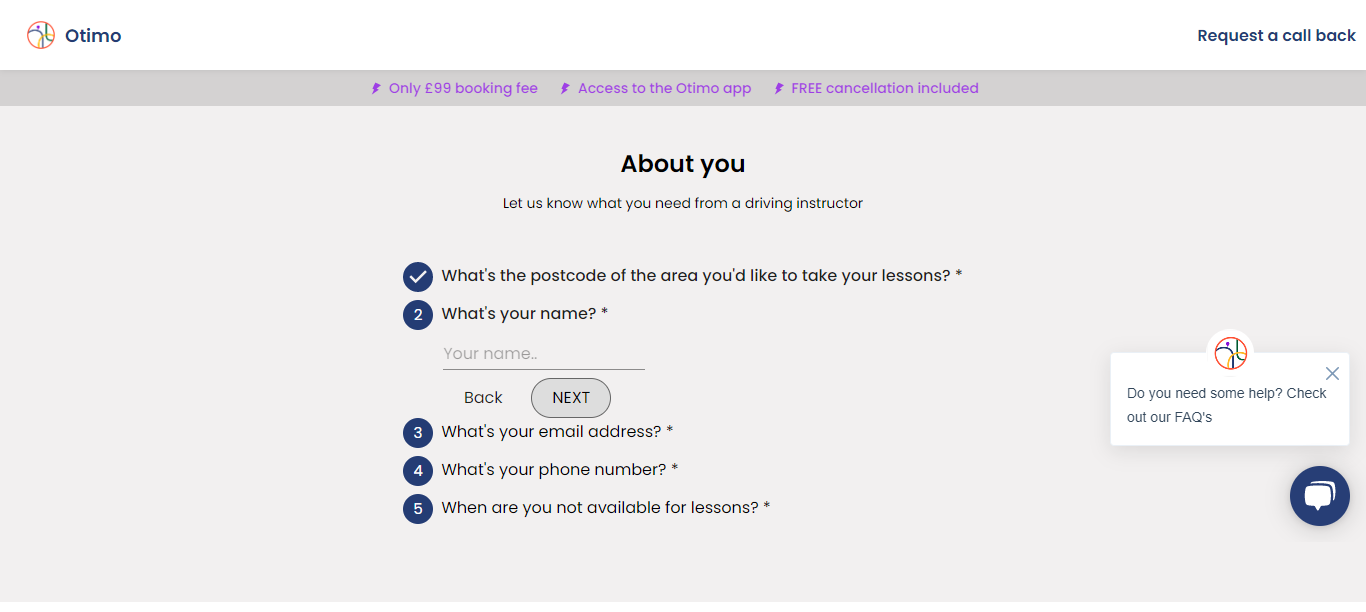 Otimo
Request a call back
Only £99 booking fee
Access to the Otimo app
FREE cancellation included
About you
Let us know what you need from a driving instructor
What's the postcode of the area you'd like to take your lessons? *
2 What's your name? *
Your name..
Back
NEXT
3 What's your email address? *
4 What's your phone number? *
5 When are you not available for lessons? *
Do you need some help? Check
out our FAQ's